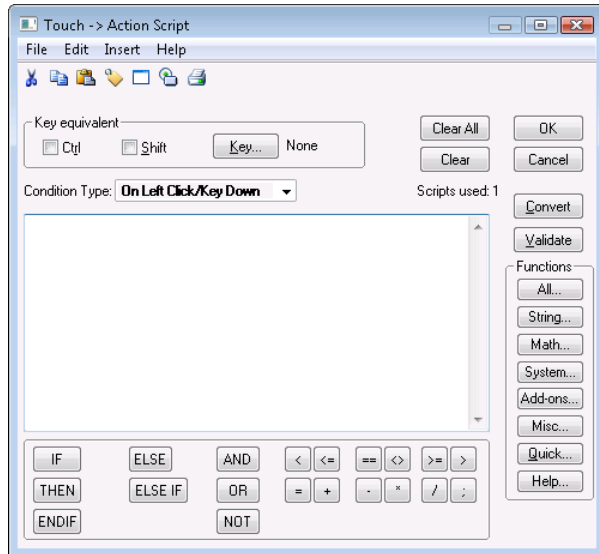 Touch -> Action Script
File Edit Insert Help
Key equivalent
Ctrl Shift Key... None
Clear All OK
Clear Cancel
Condition Type: On Left Click/Key Down Scripts used: 1
Convert
Validate
Functions
All...
String...
Math...
System...
Add-ons...
Misc...
Quick...
Help...
IF ELSE AND < <= == <> >= >
THEN ELSE IF OR = + - * / ;
ENDIF NOT